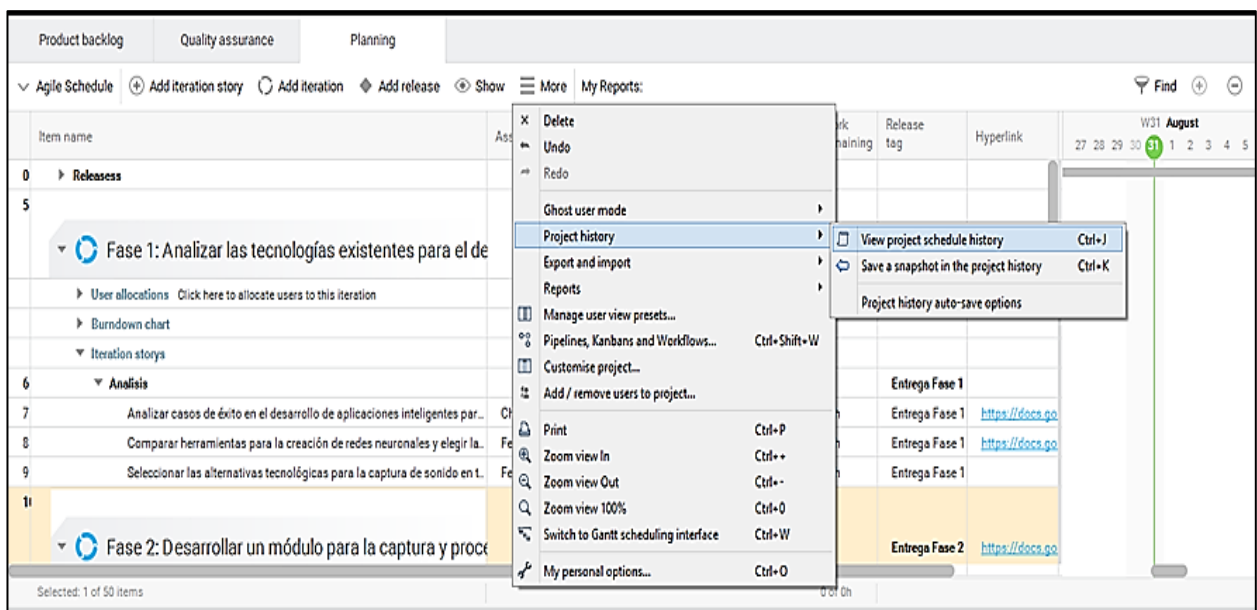 Product backlog Quality assurance Planning
Agile Schedule Add iteration story Add iteration Add release Show More My Reports: Find
Item name Ass rk Release Hyperlink W31 August
naining tag 27 28 29 30 31 1 2 3 4 5
0 Releasess
5
Fase 1: Analizar las tecnologías existentes para el de
User allocations Click here to allocate users to this iteration
Burndown chart
Iteration storys
6 Analisis Entrega Fase 1
7 Analizar casos de éxito en el desarrollo de aplicaciones inteligentes par... Ch Entrega Fase 1 https://docs.go
8 Comparar herramientas para la creación de redes neuronales y elegir la... Fe Entrega Fase 1 https://docs.go
9 Seleccionar las alternativas tecnológicas para la captura de sonido en t... Fe Entrega Fase 1
Fase 2: Desarrollar un módulo para la captura y proce Entrega Fase 2 https://docs.go
Selected: 1 of 50 items 0 of 0h
Delete
Undo
Redo
Ghost user mode
Project history
Export and import
Reports
Manage user view presets...
Pipelines, Kanbans and Workflows... Ctrl+Shift+W
Customise project...
Add / remove users to project...
Print Ctrl+P
Zoom view In Ctrl++
Zoom view Out Ctrl+-
Zoom view 100% Ctrl+0
Switch to Gantt scheduling interface Ctrl+W
My personal options... Ctrl+O
View project schedule history Ctrl+J
Save a snapshot in the project history Ctrl+K
Project history auto-save options